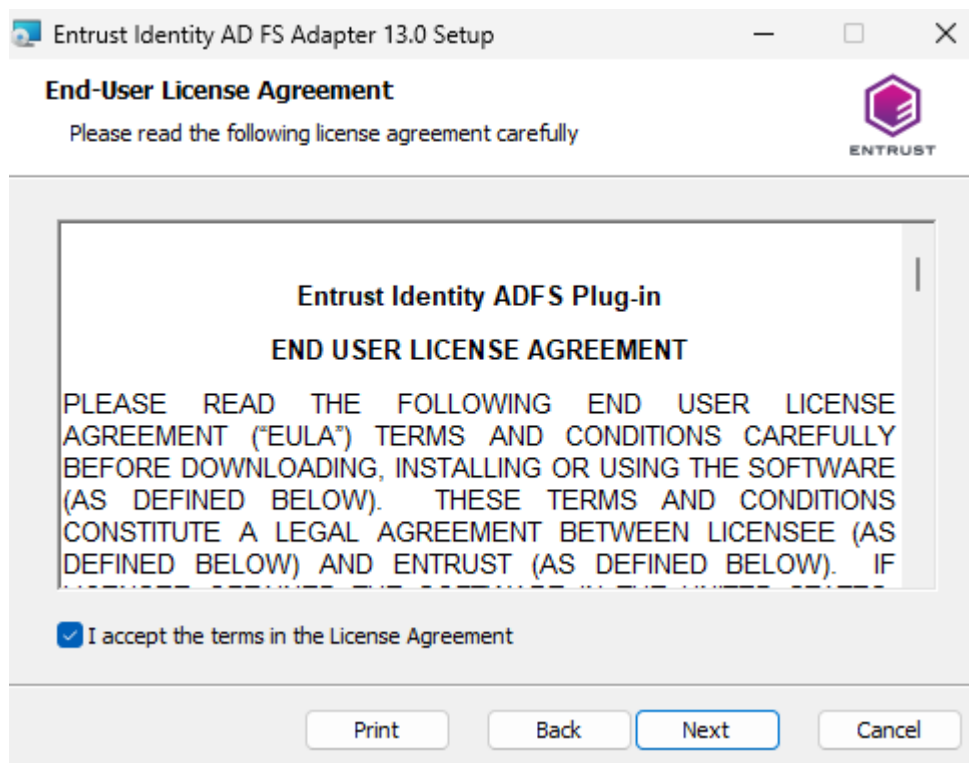 Entrust Identity AD FS Adapter 13.0 Setup
End-User License Agreement
Please read the following license agreement carefully
ENTRUST
Entrust Identity ADFS Plug-in
END USER LICENSE AGREEMENT
PLEASE READ THE FOLLOWING END USER LICENSE
AGREEMENT (“EULA”) TERMS AND CONDITIONS CAREFULLY
BEFORE DOWNLOADING, INSTALLING OR USING THE SOFTWARE
(AS DEFINED BELOW). THESE TERMS AND CONDITIONS
CONSTITUTE A LEGAL AGREEMENT BETWEEN LICENSEE (AS
DEFINED BELOW) AND ENTRUST (AS DEFINED BELOW). IF
I accept the terms in the License Agreement
Print
Back
Next
Cancel